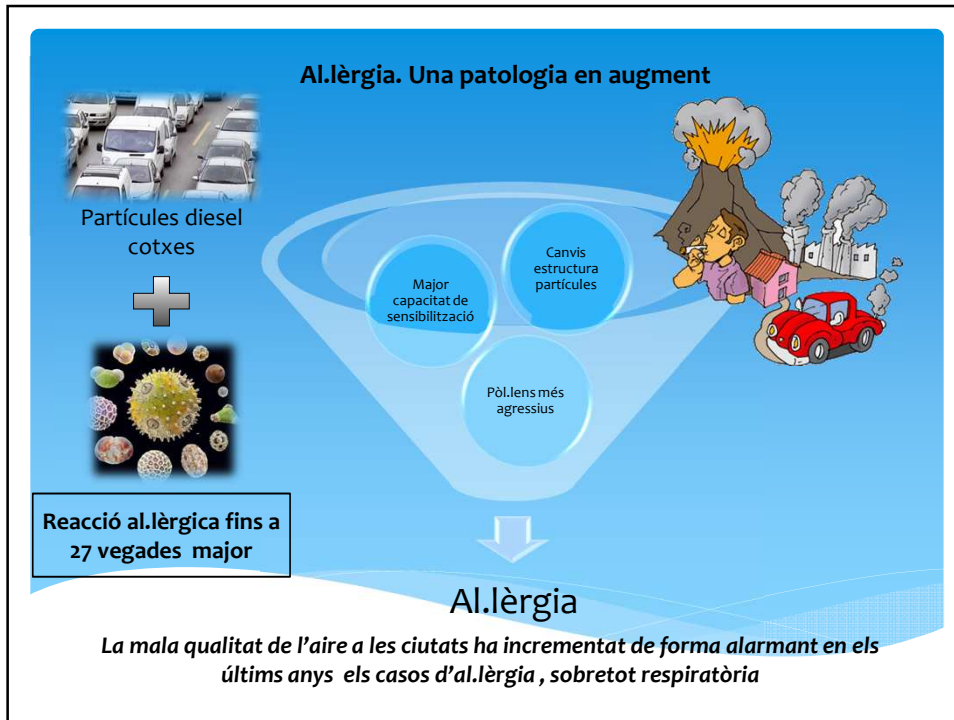 Al.lèrgia. Una patologia en augment
Partícules diesel
cotxes
Canvis
estructura
partícules
Major
capacitat de
sensibilització
Pòl.lens més
agressius
Reacció al.lèrgica fins a
27 vegades major
Al.lèrgia
La mala qualitat de l'aire a les ciutats ha incrementat de forma alarmant en els
últims anys els casos d'al.lèrgia , sobretot respiratòria